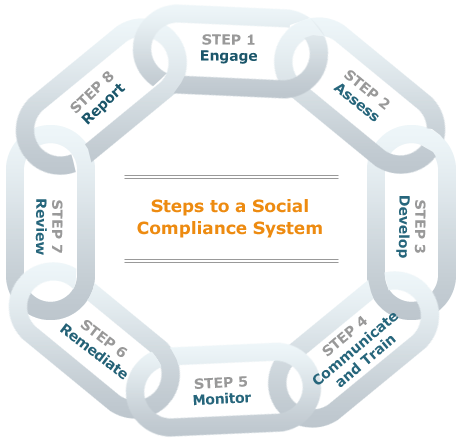 STEP 1
Engage
STEP 2
Assess
STEP 3
Develop
STEP 4
Communicate
and Train
STEP 5
Monitor
STEP 6
Remediate
STEP 7
Review
STEP 8
Report
Steps to a Social
Compliance System